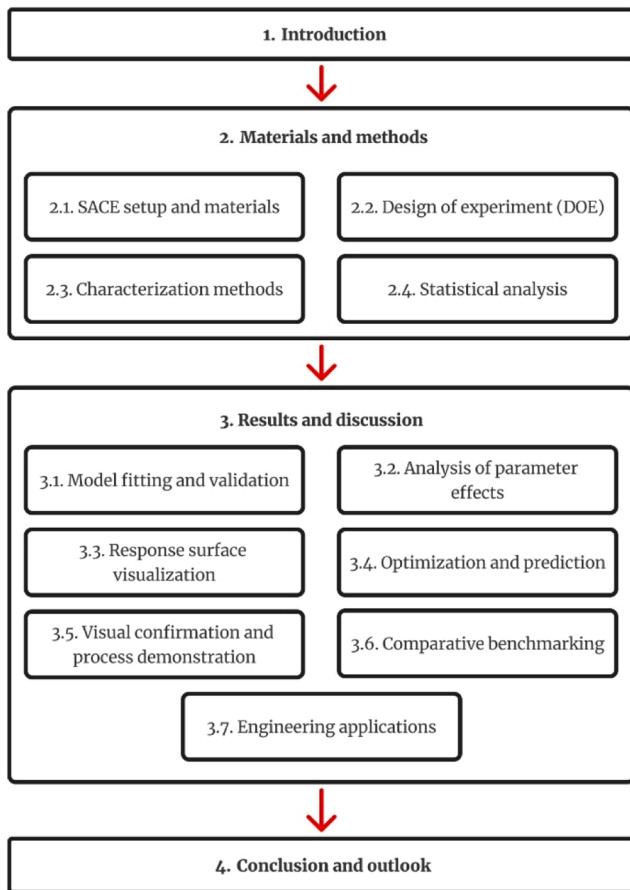 1. Introduction
2. Materials and methods
2.1. SACE setup and materials
2.2. Design of experiment (DOE)
2.3. Characterization methods
2.4. Statistical analysis
3. Results and discussion
3.1. Model fitting and validation
3.2. Analysis of parameter
effects
3.3. Response surface
visualization
3.4. Optimization and prediction
3.5. Visual confirmation and
process demonstration
3.6. Comparative benchmarking
3.7. Engineering applications
4. Conclusion and outlook